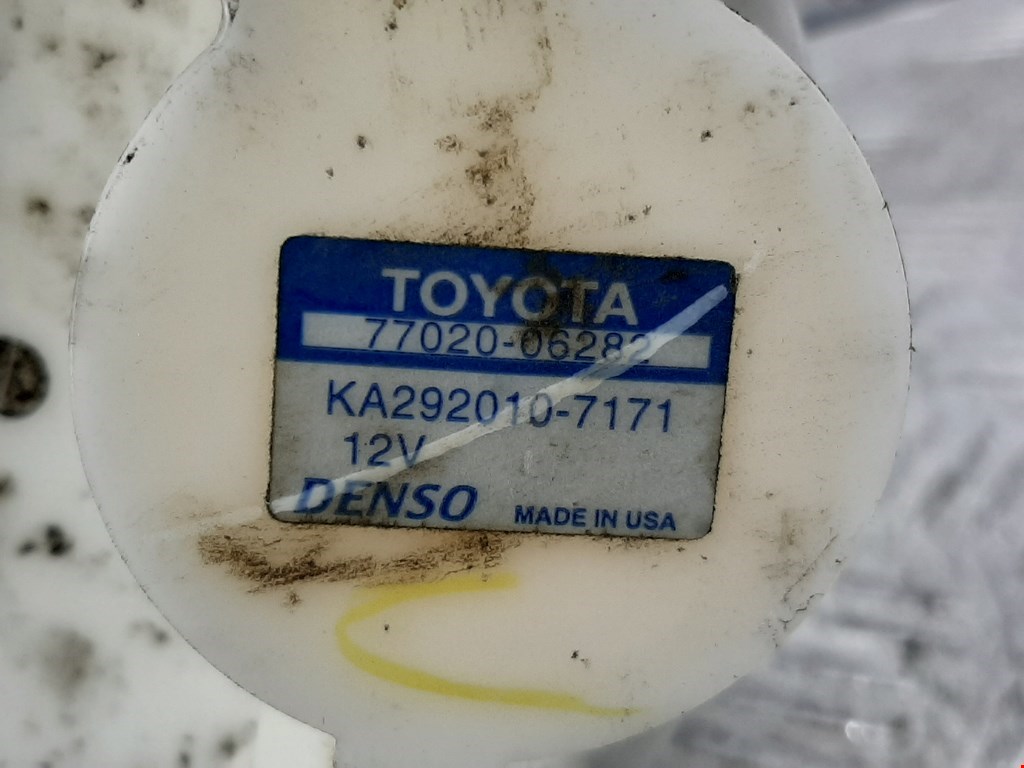 TOYOTA
77020-06282
KA292010-7171
12V
DENSO MADE IN USA